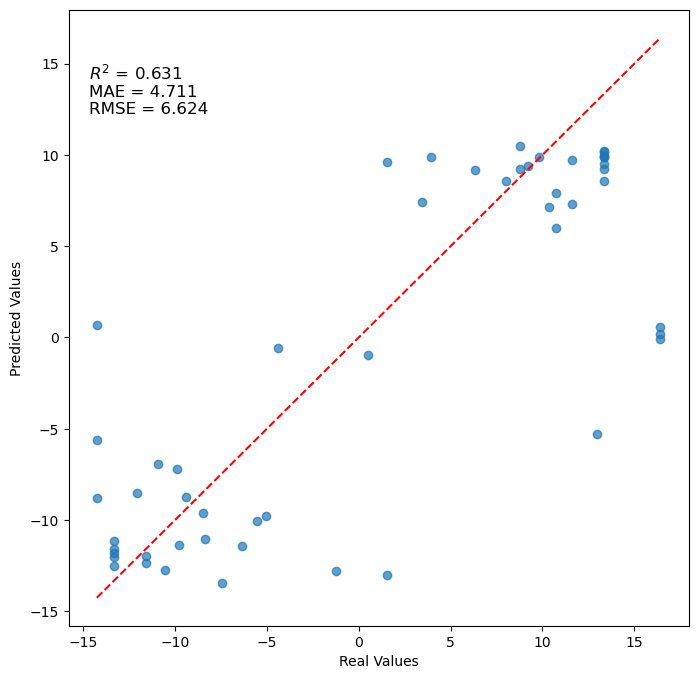 R² = 0.631
MAE = 4.711
RMSE = 6.624
Predicted Values
15
10
5
0
−5
−10
−15
−15
−10
−5
0
5
10
15
Real Values